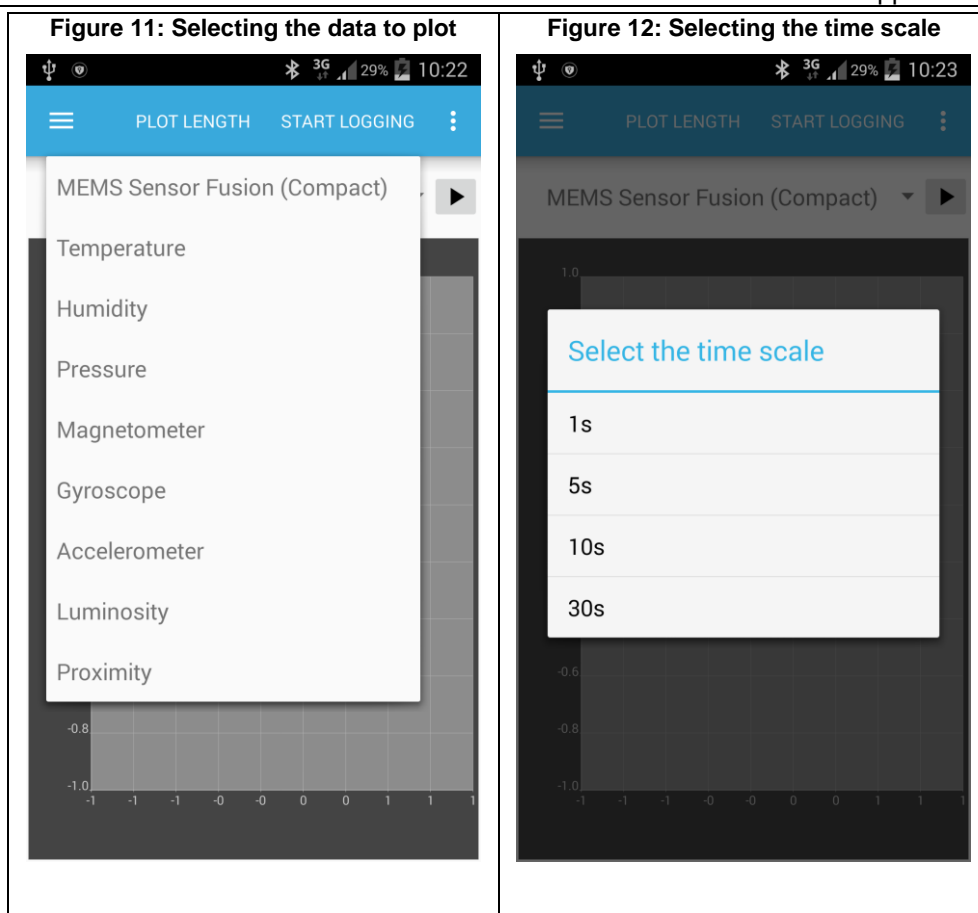 Figure 11: Selecting the data to plot
3G 29% 10:22
PLOT LENGTH START LOGGING
MEMS Sensor Fusion (Compact)
Temperature
Humidity
Pressure
Magnetometer
Gyroscope
Accelerometer
Luminosity
Proximity
-0.8
-1.0
-1 -1 -1 -0 -0 0 0 1 1 1
Figure 12: Selecting the time scale
3G 29% 10:23
PLOT LENGTH START LOGGING
MEMS Sensor Fusion (Compact)
1.0
Select the time scale
1s
5s
10s
30s
-0.6
-0.8
-1.0
-1 -1 -1 -0 -0 0 0 1 1 1